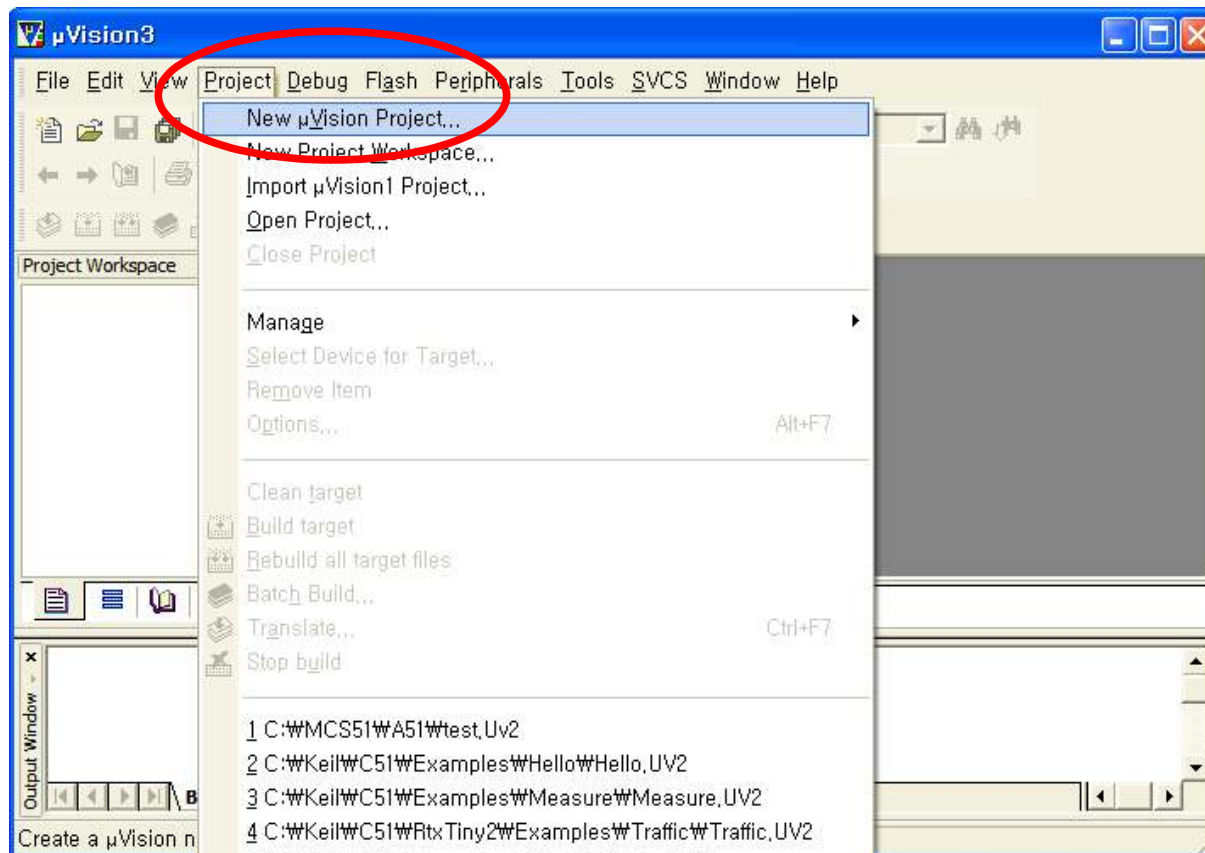 µVision3
File Edit View Project Debug Flash Peripherals Tools SVCS Window Help
New µVision Project...
New Project Workspace...
Import µVision1 Project...
Open Project...
Close Project
Project Workspace
Manage
Select Device for Target...
Remove Item
Options... Alt+F7
Clean target
Build target
Rebuild all target files
Batch Build...
Translate... Ctrl+F7
Stop build
1 C:₩MCS51₩A51₩test,Uv2
2 C:₩Keil₩C51₩Examples₩Hello₩Hello,UV2
3 C:₩Keil₩C51₩Examples₩Measure₩Measure,UV2
4 C:₩Keil₩C51₩RtxTiny2₩Examples₩Traffic₩Traffic,UV2
Output Window
B
Create a µVision n